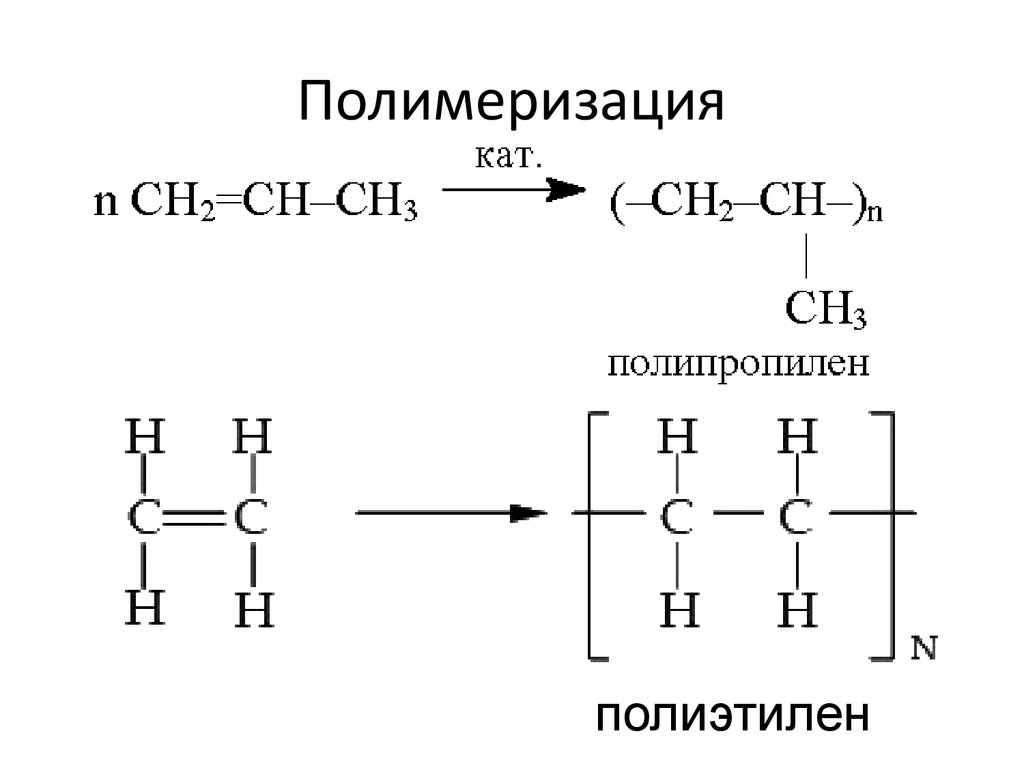 Полимеризация
кат.
n CH₂=CH–CH₃ (–CH₂–CH–)ₙ
|
CH₃
полипропилен
H H H H
C C C C
H H H H
N
полиэтилен